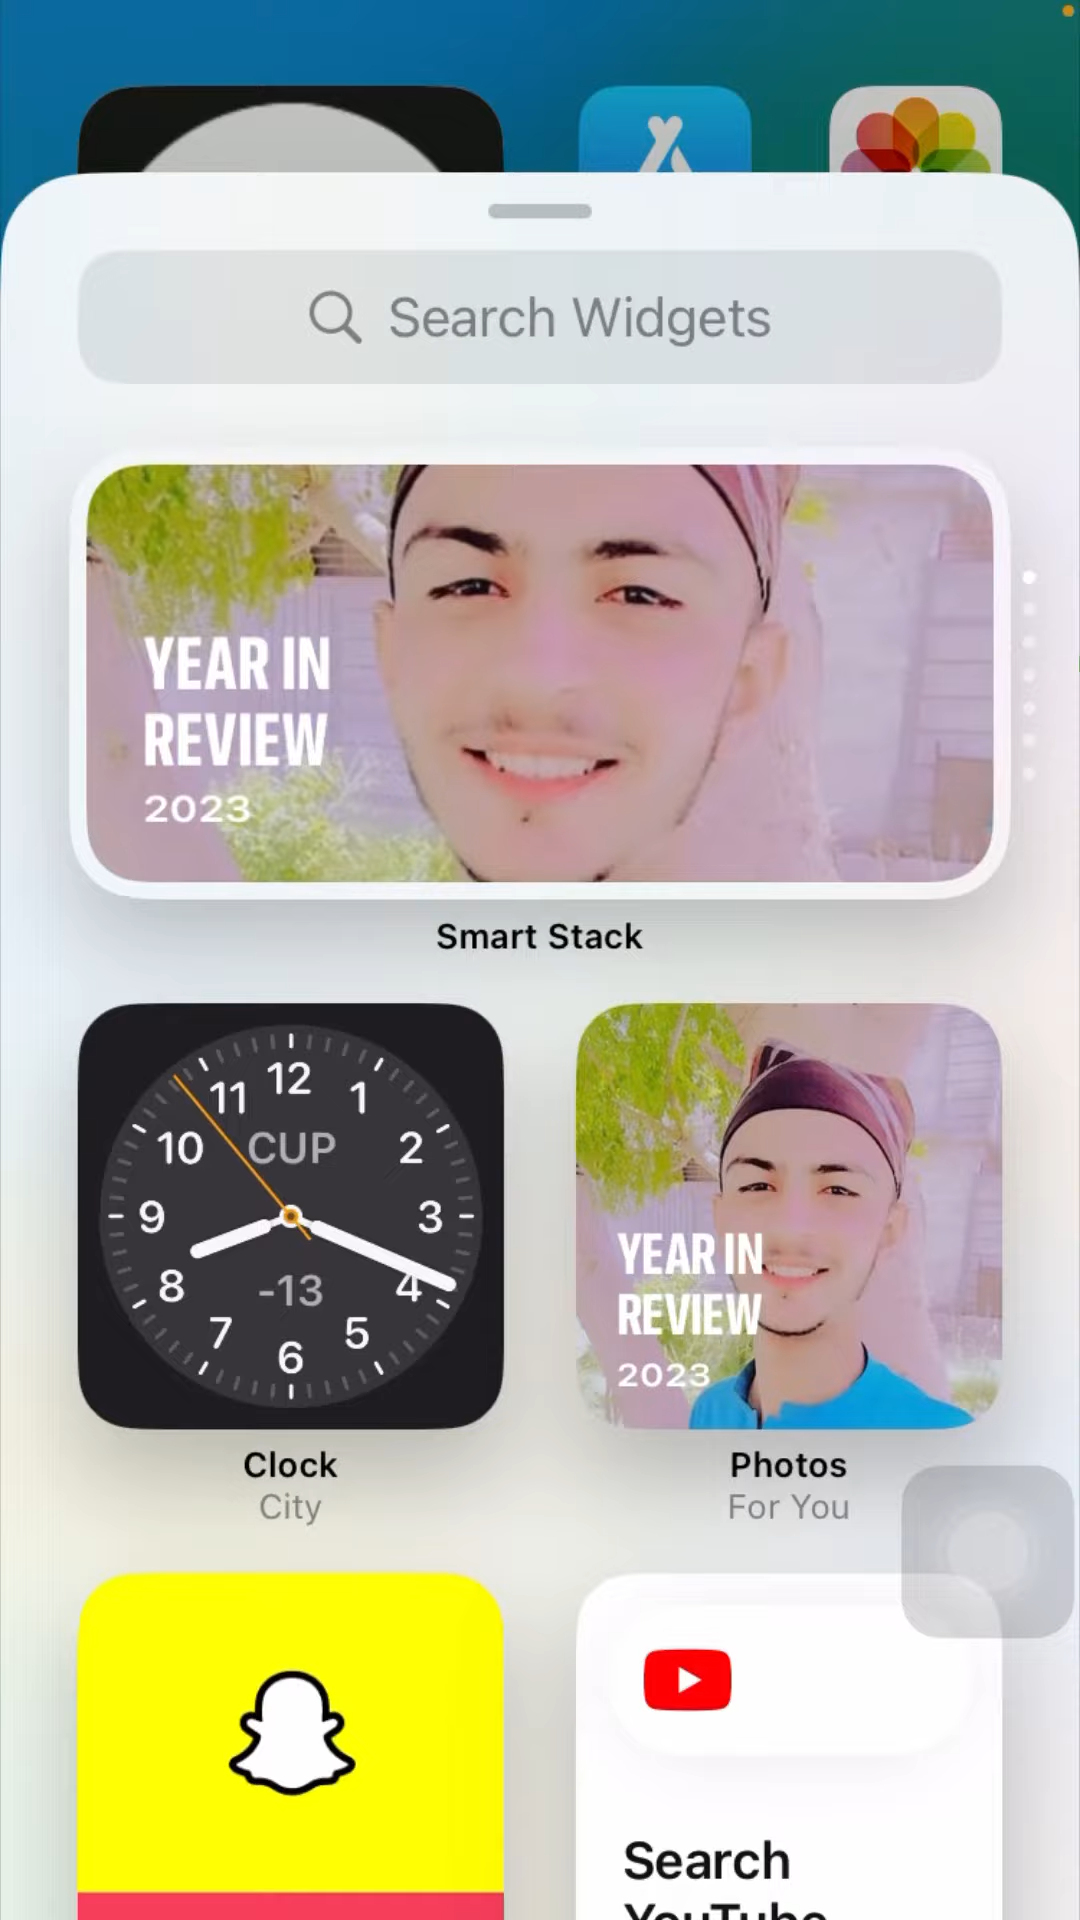 Search Widgets
YEAR IN
REVIEW
2023
Smart Stack
12
11
1
10
CUP
2
9
3
8
-13
4
7
5
6
YEAR IN
REVIEW
2023
Clock
City
Photos
For You
Search
YouTube